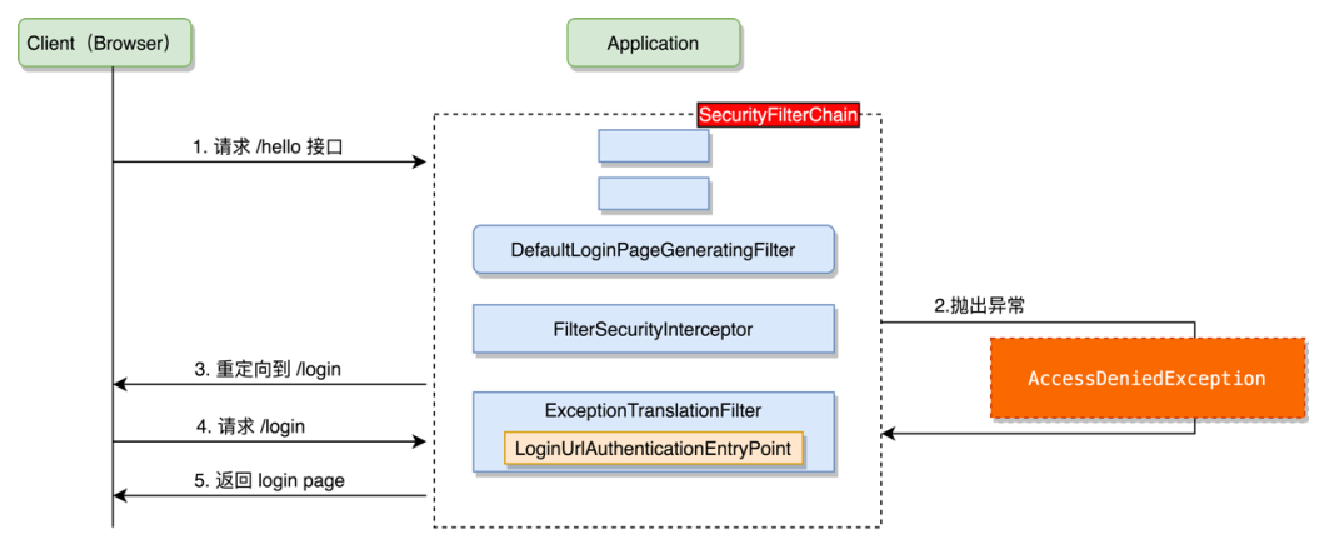 Client（Browser）
Application
SecurityFilterChain
1. 请求 /hello 接口
DefaultLoginPageGeneratingFilter
2.抛出异常
FilterSecurityInterceptor
3. 重定向到 /login
AccessDeniedException
ExceptionTranslationFilter
4. 请求 /login
LoginUrlAuthenticationEntryPoint
5. 返回 login page